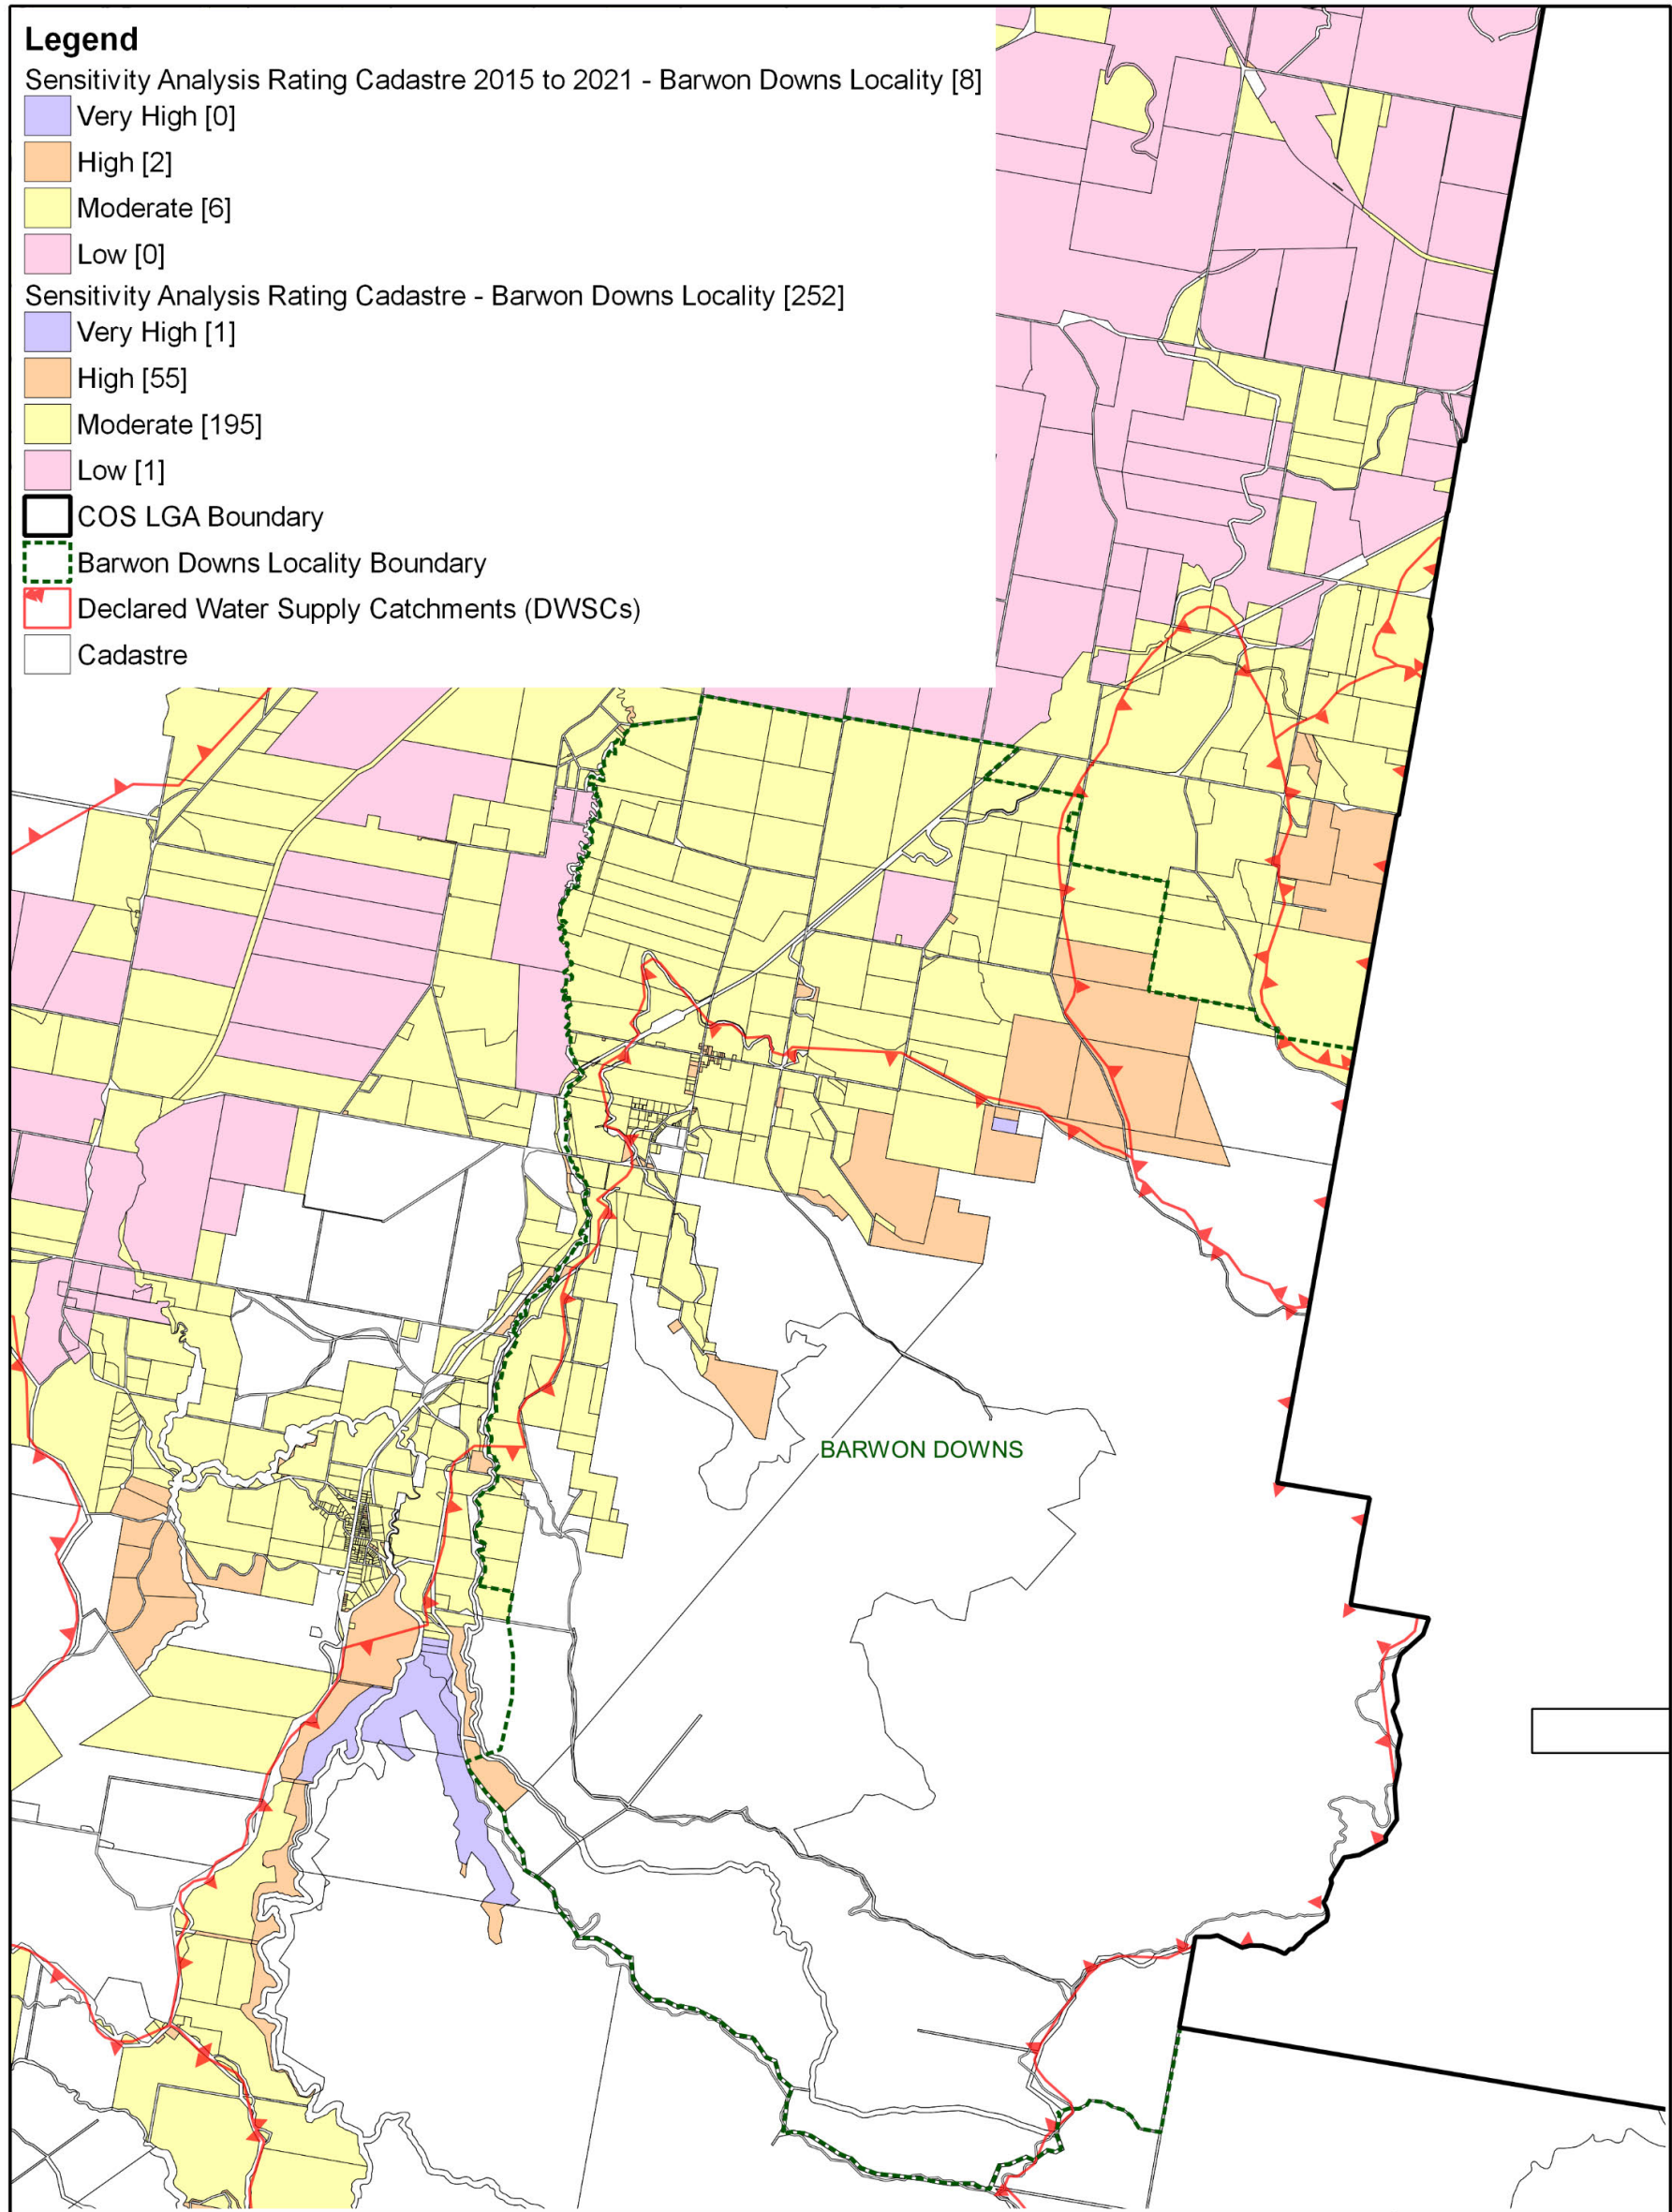 Legend
Sensitivity Analysis Rating Cadastre 2015 to 2021 - Barwon Downs Locality [8]
Very High [0]
High [2]
Moderate [6]
Low [0]
Sensitivity Analysis Rating Cadastre - Barwon Downs Locality [252]
Very High [1]
High [55]
Moderate [195]
Low [1]
COS LGA Boundary
Barwon Downs Locality Boundary
Declared Water Supply Catchments (DWSCs)
Cadastre
BARWON DOWNS